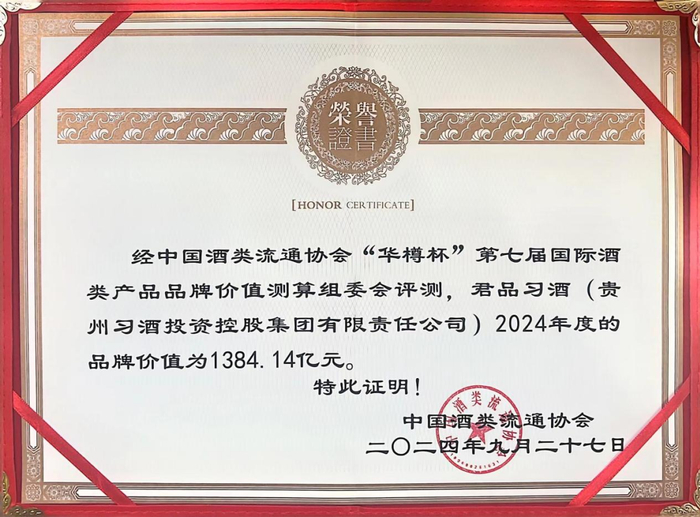 榮譽
證書
[HONOR CERTIFICATE]
经中国酒类流通协会“华樽杯”第七届国际酒
类产品品牌价值测算组委会评测，君品习酒（贵
州习酒投资控股集团有限责任公司）2024年度的
品牌价值为1384.14亿元。
特此证明！
中国酒类流通协会
二〇二四年九月二十七日